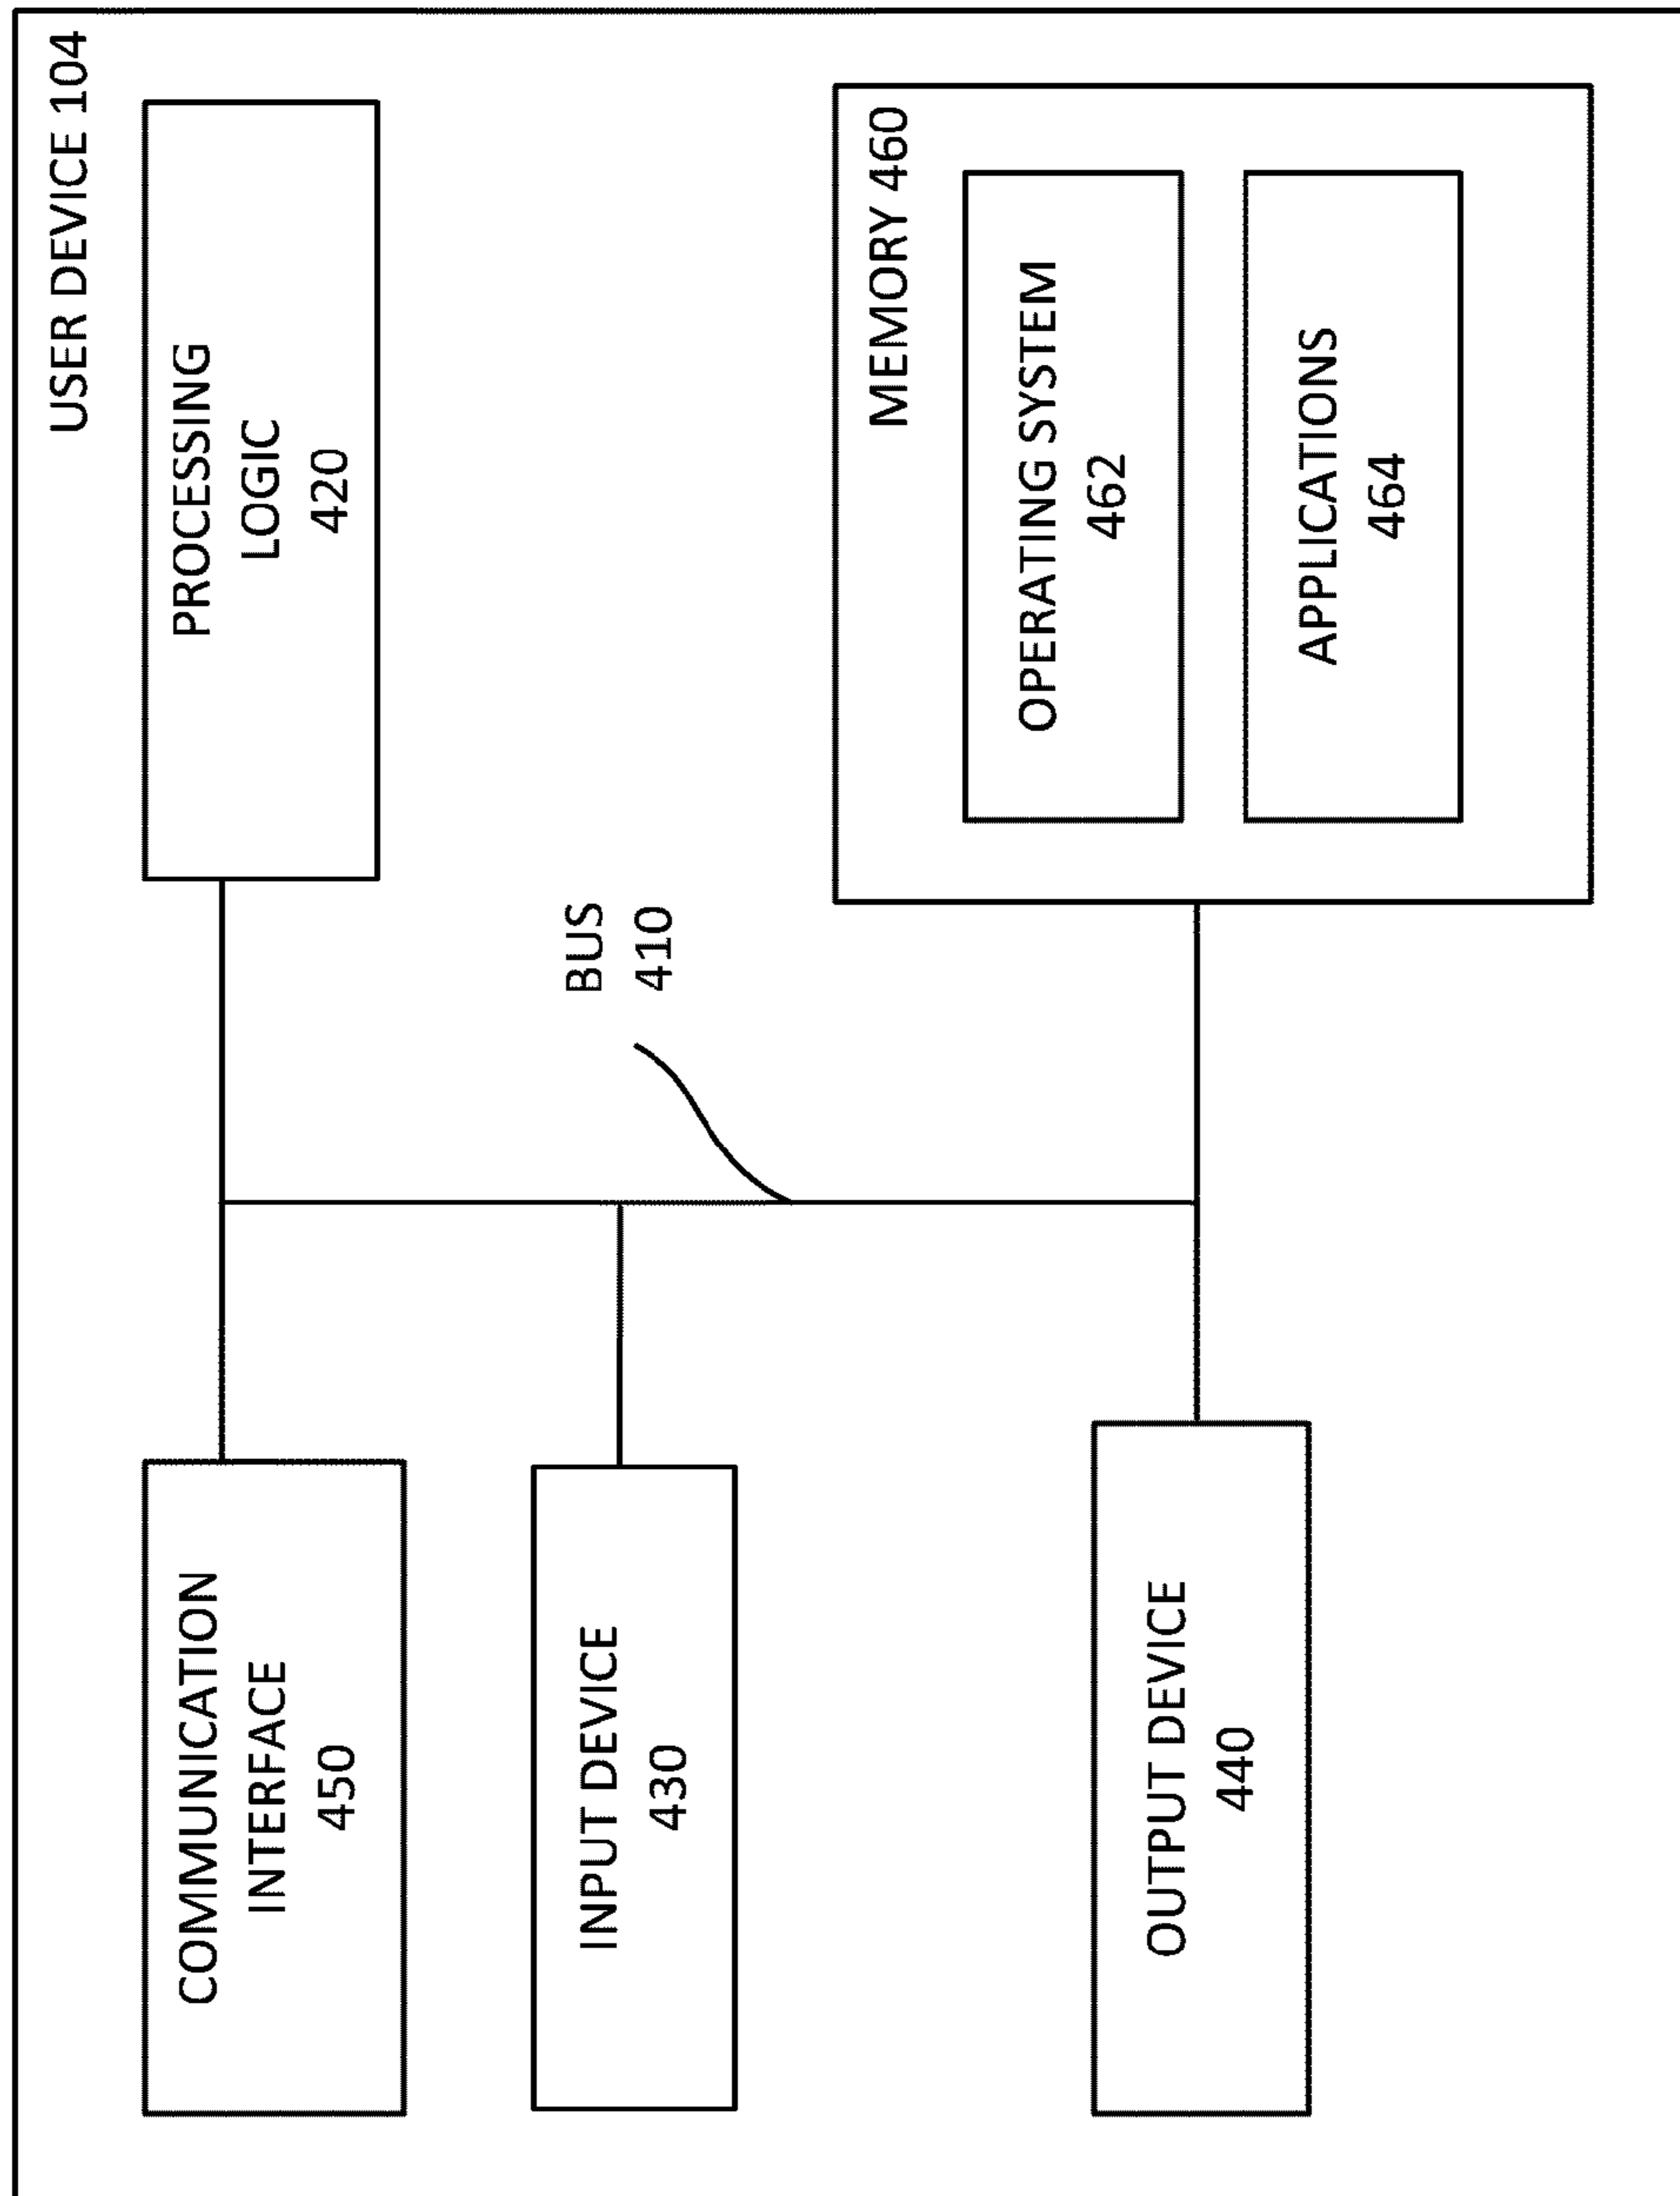 USER DEVICE 104
COMMUNICATION
INTERFACE
450
PROCESSING
LOGIC
420
INPUT DEVICE
430
BUS
410
MEMORY 460
OPERATING SYSTEM
462
APPLICATIONS
464
OUTPUT DEVICE
440